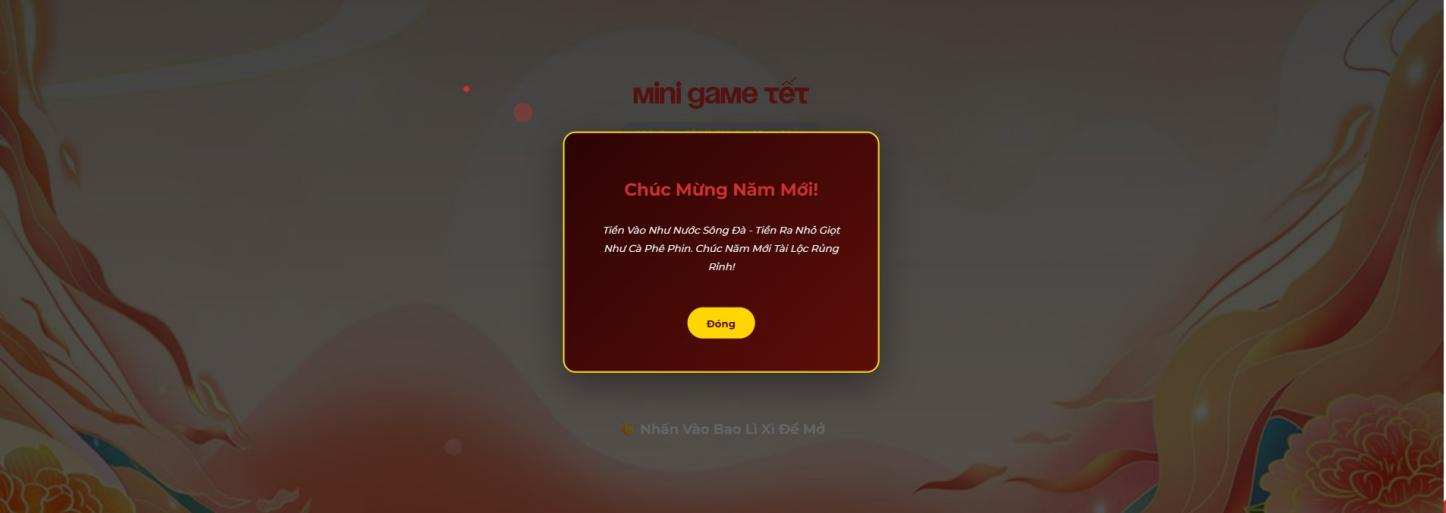 Mini game Tết
Chúc Mừng Năm Mới!
Tiền Vào Như Nước Sông Đà - Tiền Ra Nhỏ Giọt
Như Cà Phê Phin. Chúc Năm Mới Tài Lộc Rủng
Rỉnh!
Đóng
Nhấn Vào Bao Lì Xì Để Mở